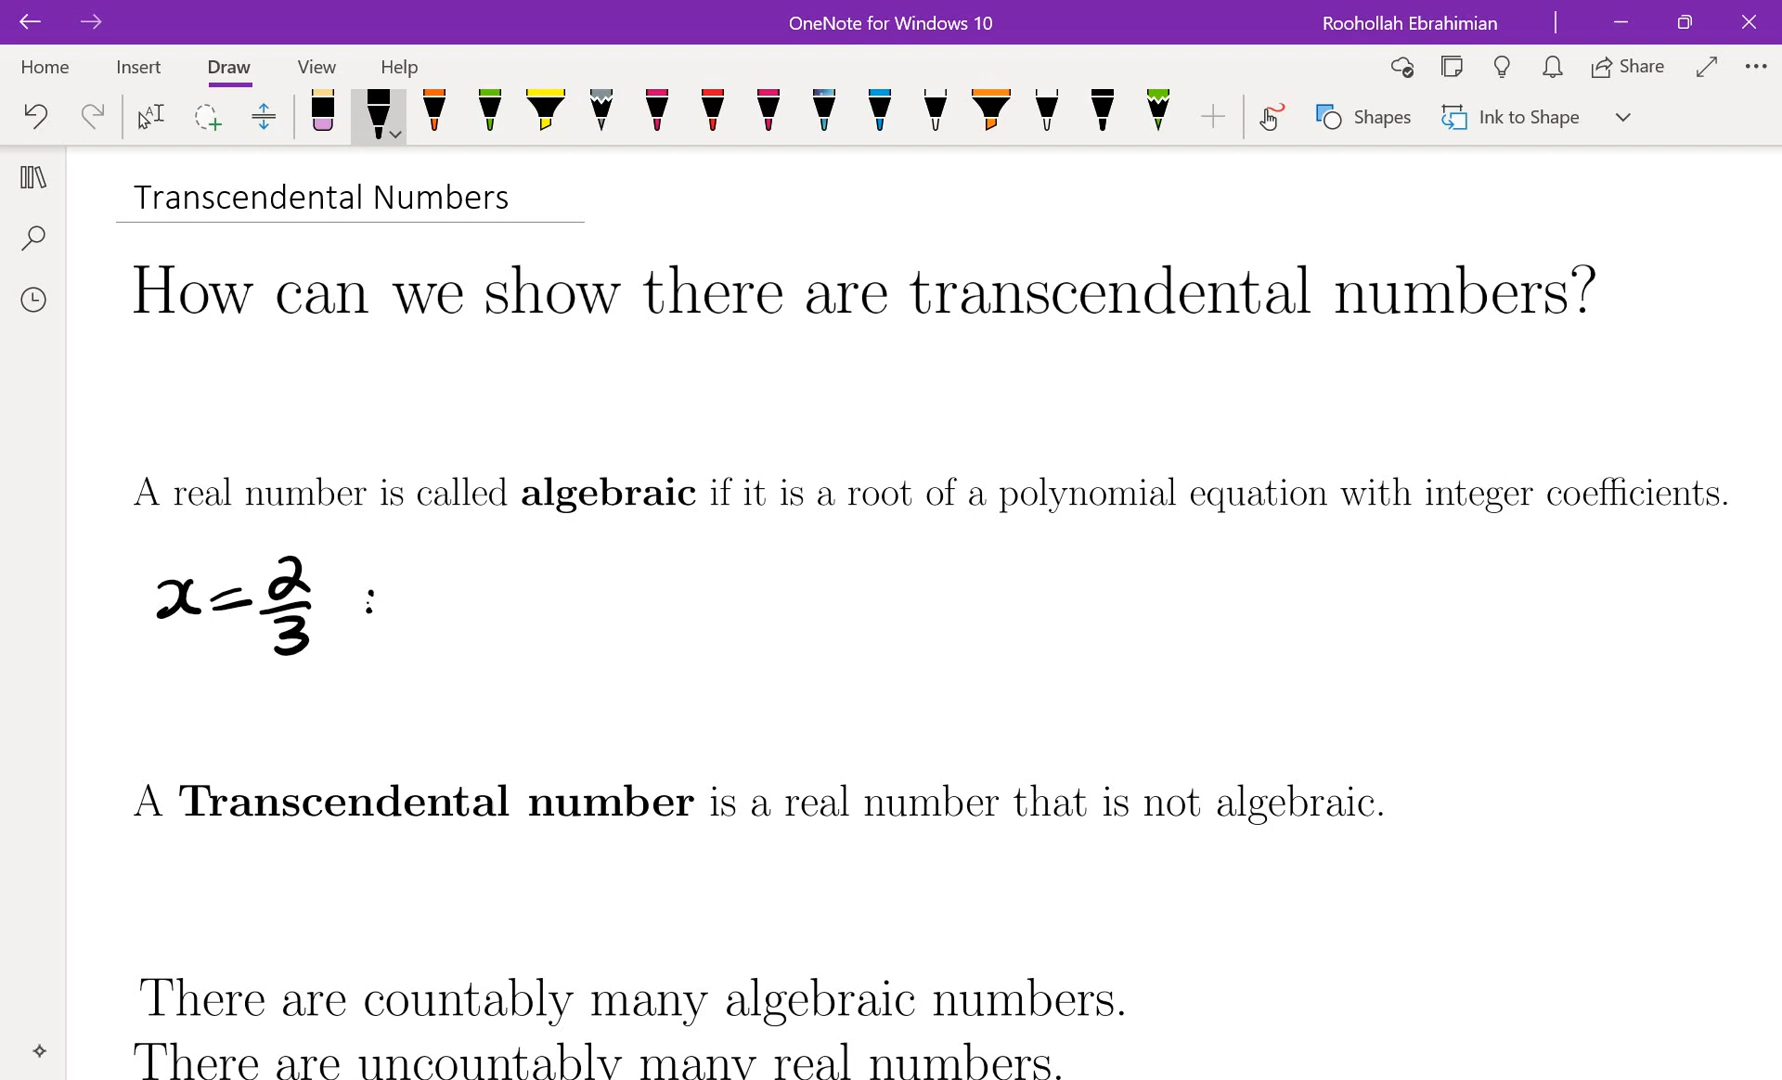 OneNote for Windows 10
Roohollah Ebrahimian
Home Insert Draw View Help
Share
Shapes
Ink to Shape
Transcendental Numbers
How can we show there are transcendental numbers?
A real number is called algebraic if it is a root of a polynomial equation with integer coefficients.
x = 2/3 :
A Transcendental number is a real number that is not algebraic.
There are countably many algebraic numbers.
There are uncountably many real numbers.